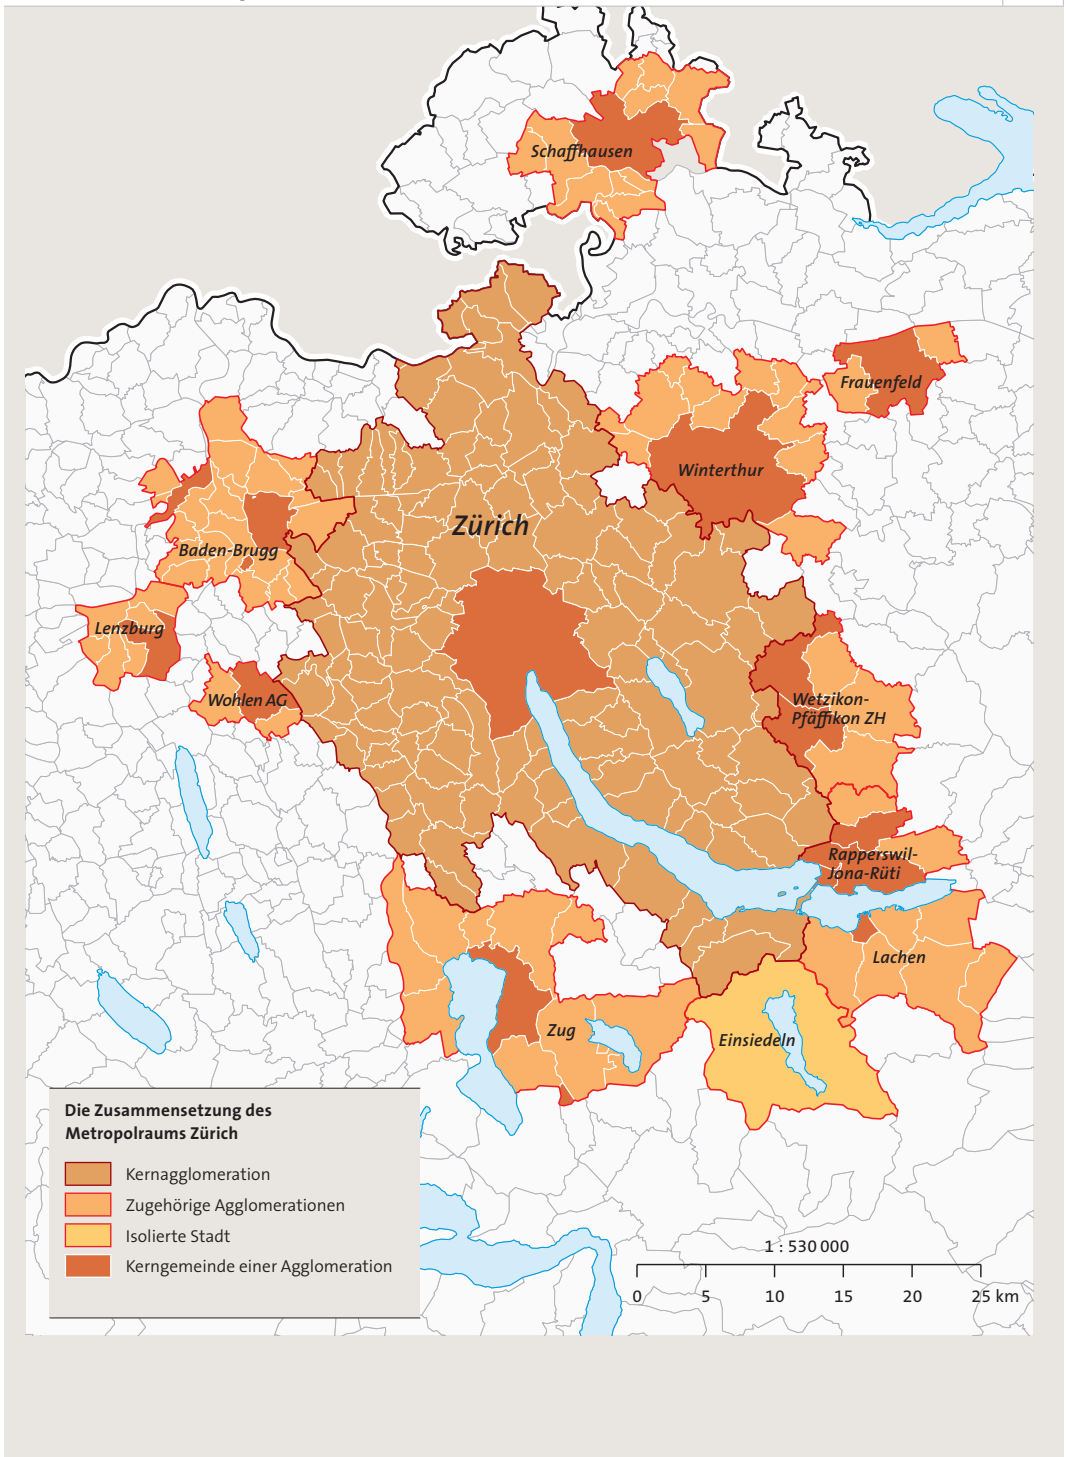 Schaffhausen
Frauenfeld
Winterthur
Zürich
Baden-Brugg
Lenzburg
Wohlen AG
Wetzikon-
Pfäffikon ZH
Rapperswil-
Jona-Rüti
Lachen
Zug
Einsiedeln
Die Zusammensetzung des
Metropolraums Zürich
Kernagglomeration
Zugehörige Agglomerationen
Isolierte Stadt
Kerngemeinde einer Agglomeration
1 : 530 000
0 5 10 15 20 25 km